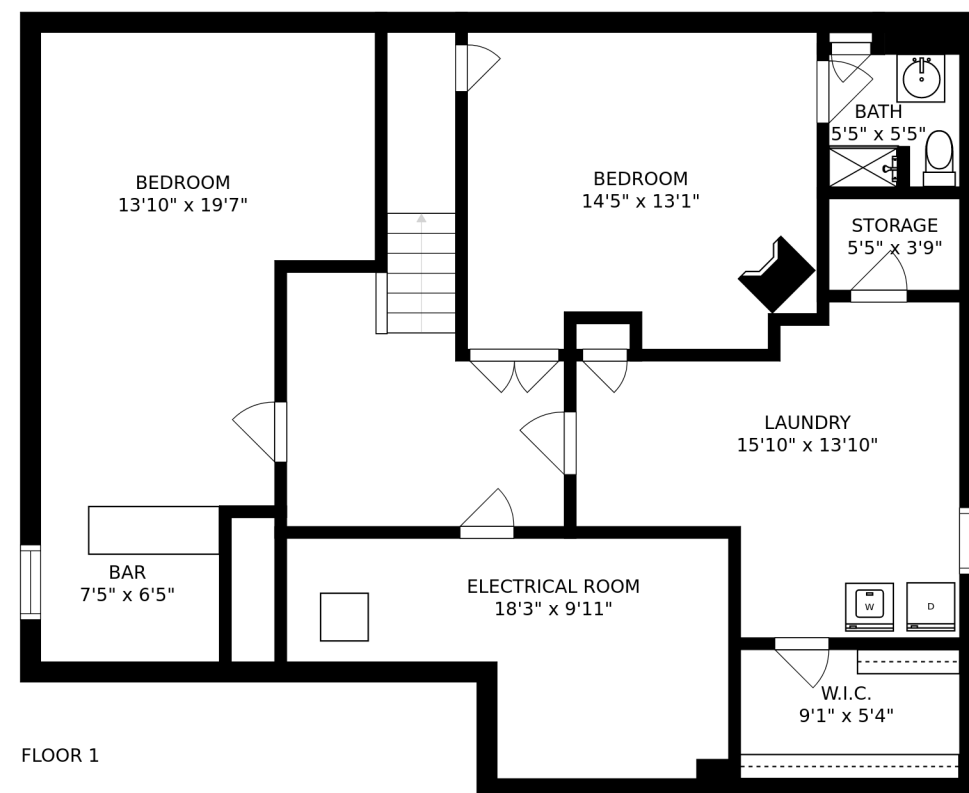 BATH
5'5" x 5'5"
BEDROOM
13'10" x 19'7"
BEDROOM
14'5" x 13'1"
STORAGE
5'5" x 3'9"
LAUNDRY
15'10" x 13'10"
BAR
7'5" x 6'5"
ELECTRICAL ROOM
18'3" x 9'11"
W
D
W.I.C.
9'1" x 5'4"
FLOOR 1